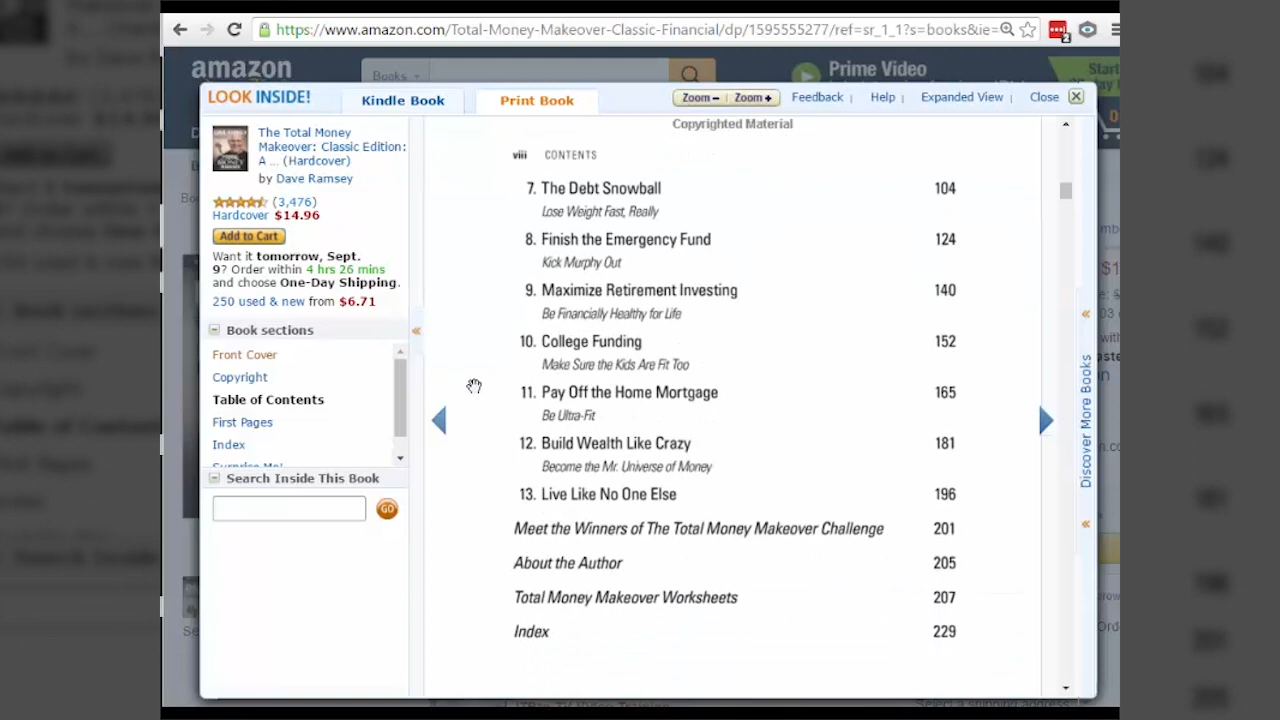 https://www.amazon.com/Total-Money-Makeover-Classic-Financial/dp/1595555277/ref=sr_1_1?s=books&ie=
2
amazon
Books
Prime Video
Start
LOOK INSIDE!
Kindle Book
Print Book
Zoom - Zoom +
Feedback
Help
Expanded View
Close
The Total Money
Makeover: Classic Edition:
A ... (Hardcover)
by Dave Ramsey
(3,476)
Hardcover $14.96
Add to Cart
Want it tomorrow, Sept.
9? Order within 4 hrs 26 mins
and choose One-Day Shipping.
250 used & new from $6.71
Book sections
Front Cover
Copyright
Table of Contents
First Pages
Index
Surprise Me!
Search Inside This Book
GO
Copyrighted Material
viii CONTENTS
7. The Debt Snowball 104
Lose Weight Fast, Really
8. Finish the Emergency Fund 124
Kick Murphy Out
9. Maximize Retirement Investing 140
Be Financially Healthy for Life
10. College Funding 152
Make Sure the Kids Are Fit Too
11. Pay Off the Home Mortgage 165
Be Ultra-Fit
12. Build Wealth Like Crazy 181
Become the Mr. Universe of Money
13. Live Like No One Else 196
Meet the Winners of The Total Money Makeover Challenge 201
About the Author 205
Total Money Makeover Worksheets 207
Index 229
Discover More Books